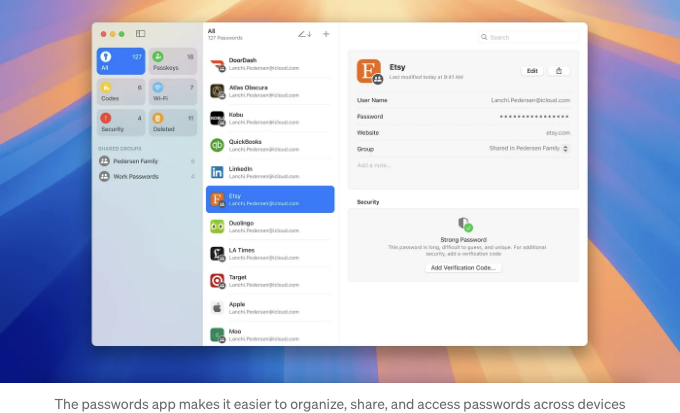 All
127 Passwords
Search
127
All
16
Passkeys
6
Codes
7
Wi-Fi
4
Security
11
Deleted
SHARED GROUPS
Pedersen Family
6
Work Passwords
4
DoorDash
Lanchi.Pedersen@icloud.com
Atlas Obscura
Lanchi.Pedersen@icloud.com
Kobu
Lanchi.Pedersen@icloud.com
QuickBooks
Lanchi.Pedersen@icloud.com
LinkedIn
Lanchi.Pedersen@icloud.com
Etsy
Lanchi.Pedersen@icloud.com
Duolingo
Lanchi.Pedersen@icloud.com
LA Times
Lanchi.Pedersen@icloud.com
Target
Lanchi.Pedersen@icloud.com
Apple
Lanchi.Pedersen@icloud.com
Moo
Lanchi.Pedersen@icloud.com
Etsy
Last modified today at 9:41 AM
Edit
User Name Lanchi.Pedersen@icloud.com
Password ••••••••••••••••
Website etsy.com
Group Shared in Pedersen Family
Add a note...
Security
Strong Password
This password is long, difficult to guess, and unique. For additional
security, add a verification code
Add Verification Code...
The passwords app makes it easier to organize, share, and access passwords across devices